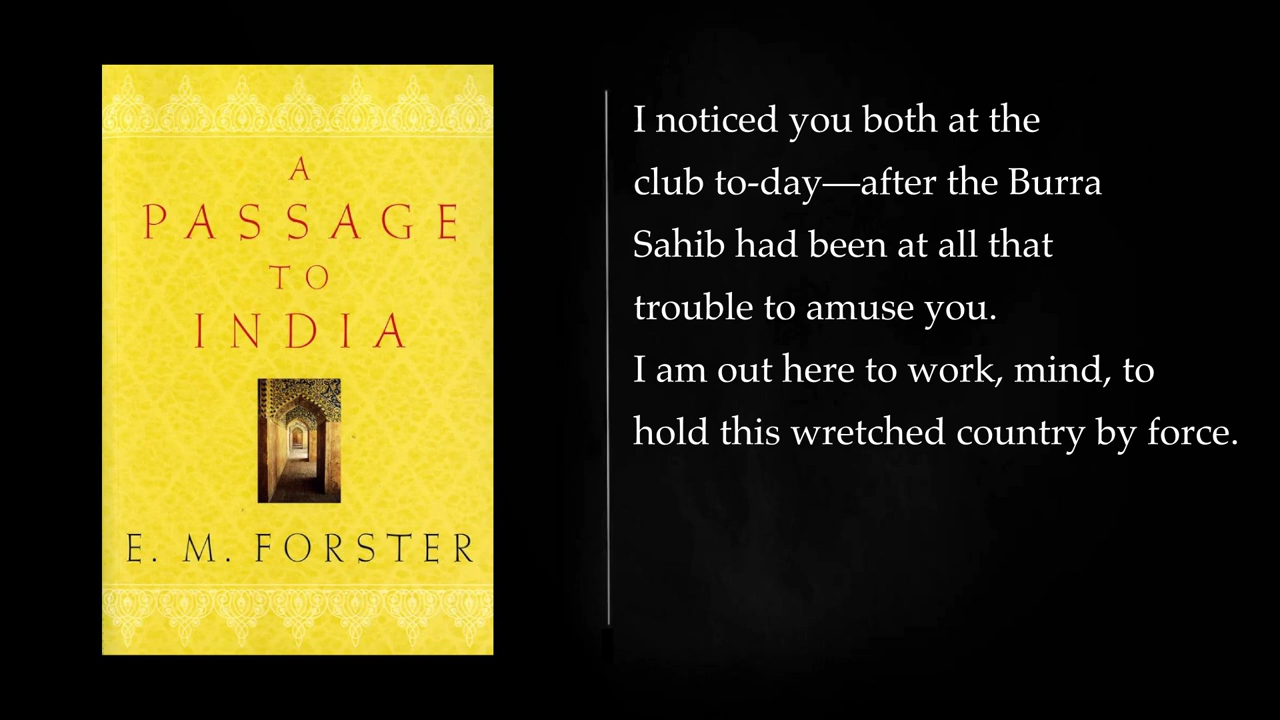 A
PASSAGE
TO
INDIA
E. M. FORSTER
I noticed you both at the
club to-day—after the Burra
Sahib had been at all that
trouble to amuse you.
I am out here to work, mind, to
hold this wretched country by force.